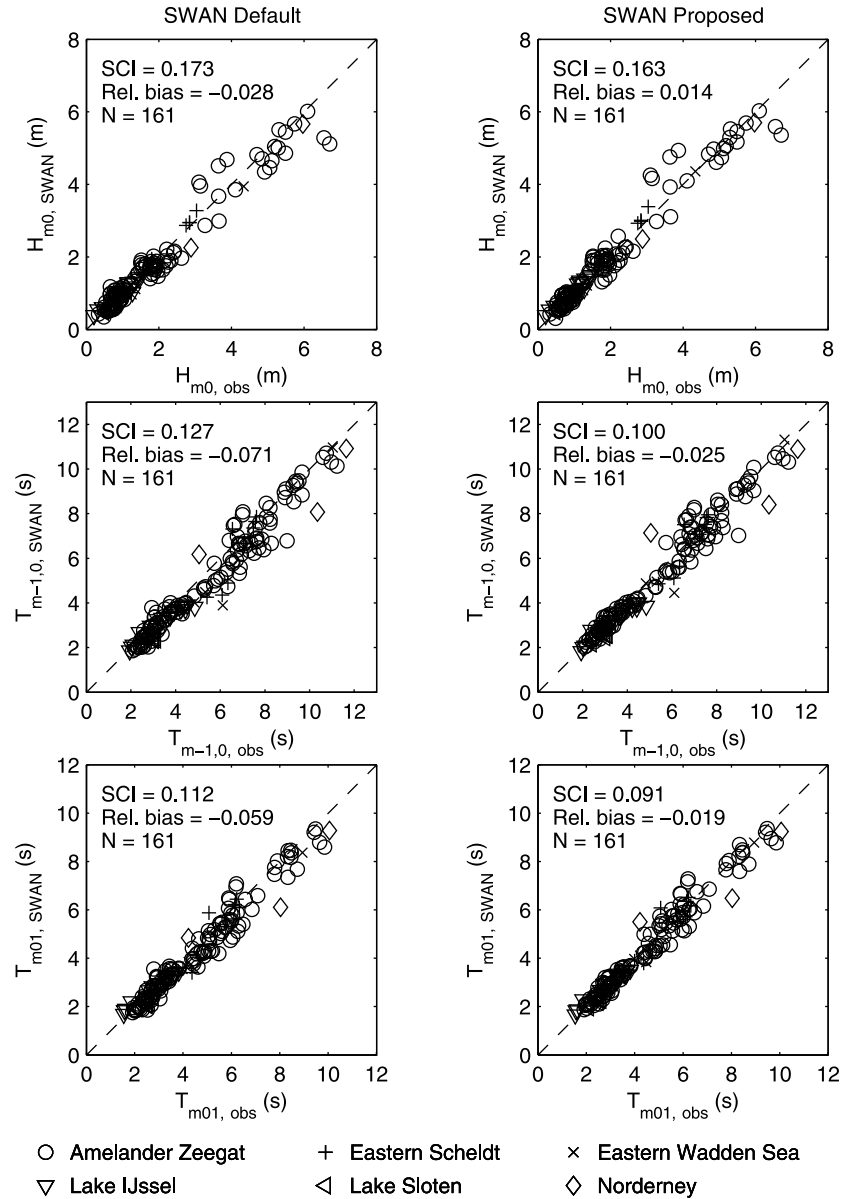 SWAN Default
SWAN Proposed
SCI = 0.173
Rel. bias = −0.028
N = 161
H_m0, SWAN (m)
8
6
4
2
0
0 2 4 6 8
H_m0, obs (m)
SCI = 0.163
Rel. bias = 0.014
N = 161
H_m0, SWAN (m)
8
6
4
2
0
0 2 4 6 8
H_m0, obs (m)
SCI = 0.127
Rel. bias = −0.071
N = 161
T_m−1,0, SWAN (s)
12
10
8
6
4
2
0
0 2 4 6 8 10 12
T_m−1,0, obs (s)
SCI = 0.100
Rel. bias = −0.025
N = 161
T_m−1,0, SWAN (s)
12
10
8
6
4
2
0
0 2 4 6 8 10 12
T_m−1,0, obs (s)
SCI = 0.112
Rel. bias = −0.059
N = 161
T_m01, SWAN (s)
12
10
8
6
4
2
0
0 2 4 6 8 10 12
T_m01, obs (s)
SCI = 0.091
Rel. bias = −0.019
N = 161
T_m01, SWAN (s)
12
10
8
6
4
2
0
0 2 4 6 8 10 12
T_m01, obs (s)
Amelander Zeegat
Eastern Scheldt
Eastern Wadden Sea
Lake IJssel
Lake Sloten
Norderney